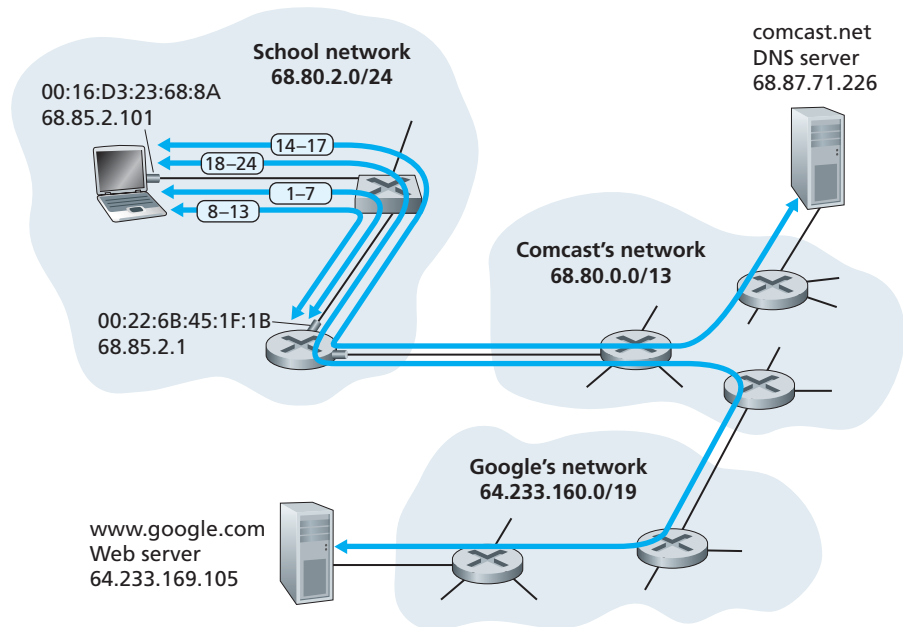 School network
68.80.2.0/24
comcast.net
DNS server
68.87.71.226
00:16:D3:23:68:8A
68.85.2.101
14–17
18–24
1–7
8–13
Comcast's network
68.80.0.0/13
00:22:6B:45:1F:1B
68.85.2.1
Google's network
64.233.160.0/19
www.google.com
Web server
64.233.169.105